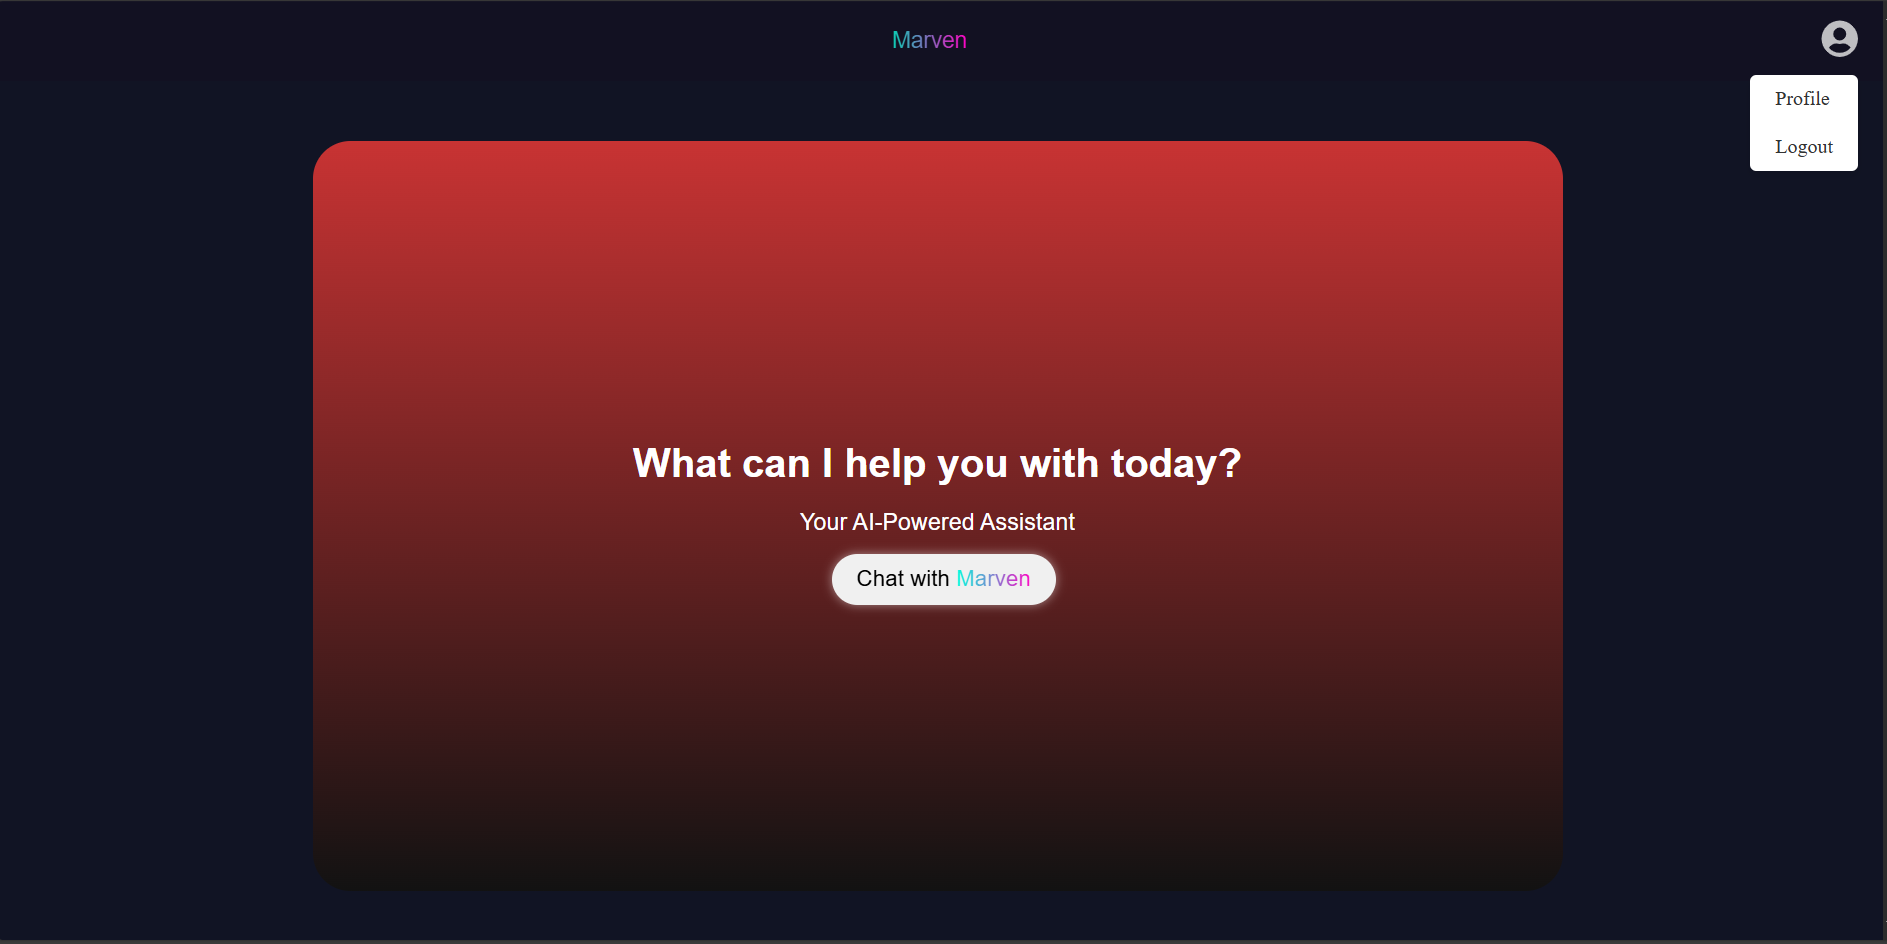 Marven
Profile
Logout
What can I help you with today?
Your AI-Powered Assistant
Chat with Marven